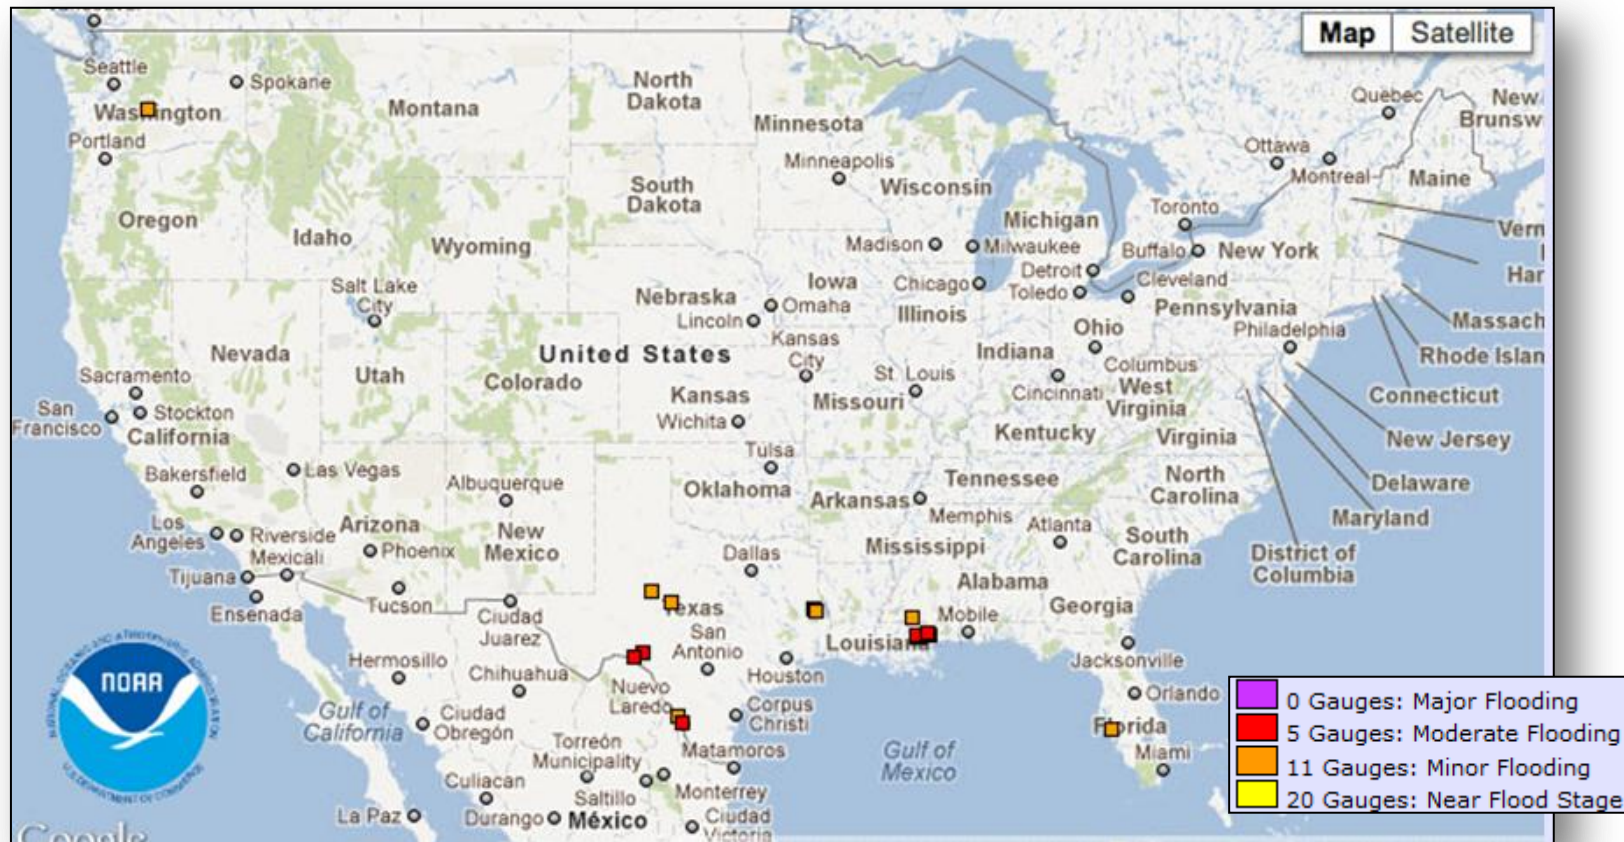 Map
Satellite
Seattle
Spokane
Washington
Portland
Montana
North
Dakota
Minnesota
Minneapolis
Wisconsin
South
Dakota
Oregon
Idaho
Wyoming
Michigan
Ottawa
Quebec
New
Brunsw
Montreal
Maine
Toronto
Vern
Madison
Milwaukee
Buffalo
New York
Har
Detroit
Salt Lake
City
Nebraska
Iowa
Chicago
Toledo
Cleveland
Omaha
Lincoln
Illinois
Pennsylvania
Massach
Ohio
Philadelphia
Nevada
United States
Kansas
City
Indiana
Rhode Islan
Sacramento
Utah
Colorado
St. Louis
Columbus
Connecticut
San
Francisco
Stockton
California
Kansas
Missouri
Cincinnati
West
Virginia
Wichita
Kentucky
Virginia
New Jersey
Tulsa
Bakersfield
Las Vegas
Albuquerque
Oklahoma
Arkansas
Tennessee
North
Carolina
Delaware
Memphis
Maryland
Los
Angeles
Riverside
Arizona
New
Mexico
Atlanta
South
Carolina
Mexicali
Phoenix
Dallas
Mississippi
District of
Columbia
Tijuana
Alabama
Ensenada
Tucson
Ciudad
Juarez
Texas
Georgia
San
Antonio
Louisiana
Mobile
Hermosillo
Chihuahua
Houston
Jacksonville
NOAA
Gulf of
California
Ciudad
Obregón
Nuevo
Laredo
Corpus
Christi
Orlando
Florida
Torreón
Municipality
Matamoros
Gulf of
Mexico
Miami
Culiacan
Saltillo
Monterrey
La Paz
Durango
México
Ciudad
Victoria
0 Gauges: Major Flooding
5 Gauges: Moderate Flooding
11 Gauges: Minor Flooding
20 Gauges: Near Flood Stage